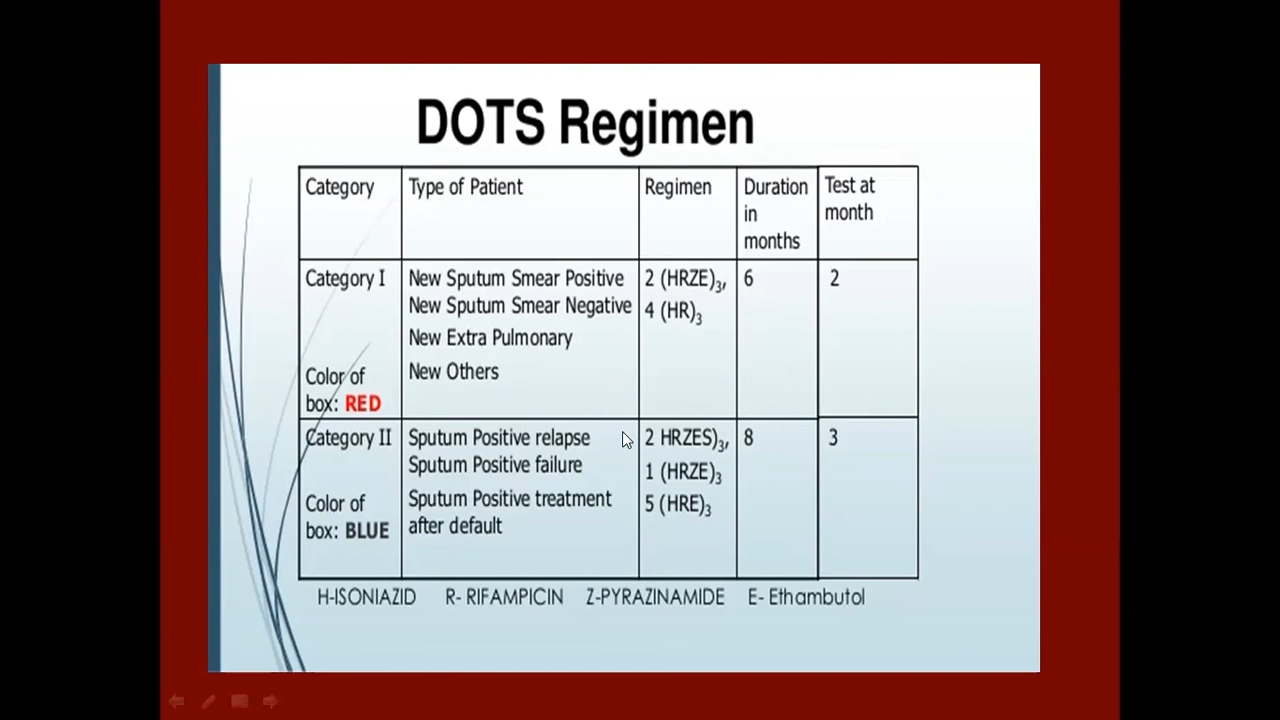 DOTS Regimen
Category
Type of Patient
Regimen
Duration
in
months
Test at
month
Category I
Color of
box: RED
New Sputum Smear Positive
New Sputum Smear Negative
New Extra Pulmonary
New Others
2 (HRZE)₃,
4 (HR)₃
6
2
Category II
Color of
box: BLUE
Sputum Positive relapse
Sputum Positive failure
Sputum Positive treatment
after default
2 HRZES)₃,
1 (HRZE)₃
5 (HRE)₃
8
3
H-ISONIAZID R- RIFAMPICIN Z-PYRAZINAMIDE E- Ethambutol